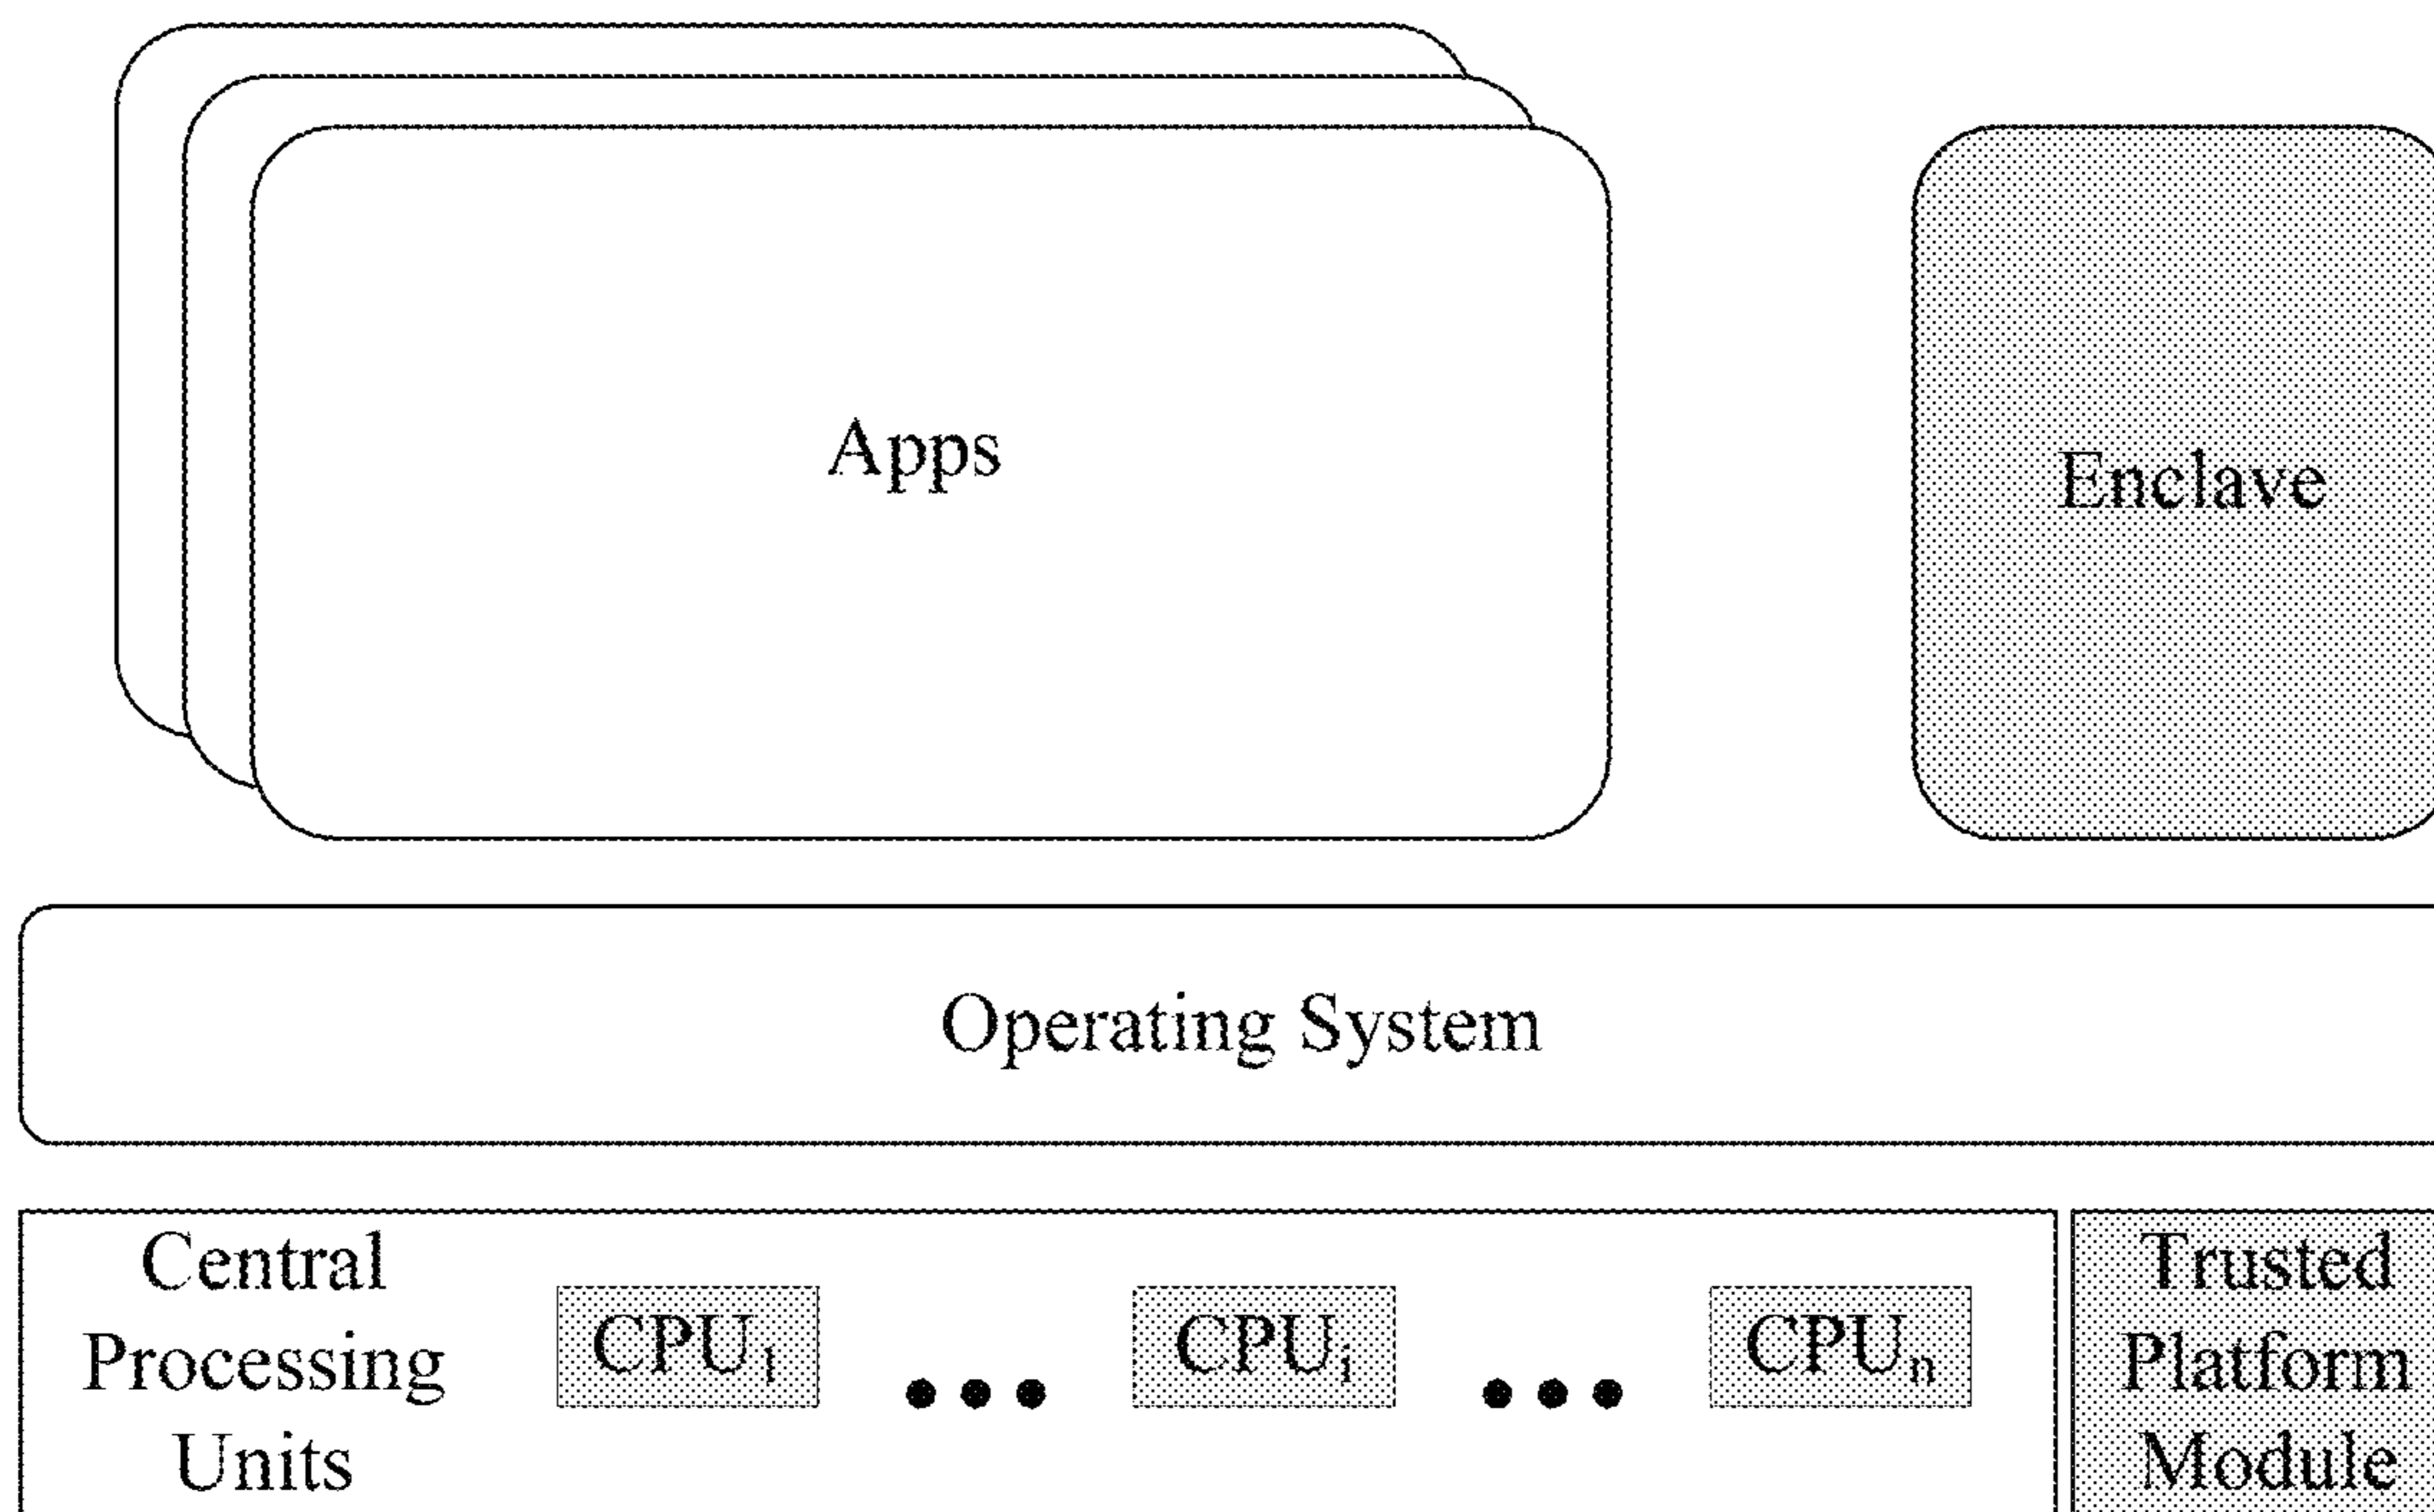 Apps
Enclave
Operating System
Central
Processing
Units
CPU₁
CPUᵢ
CPUₙ
Trusted
Platform
Module